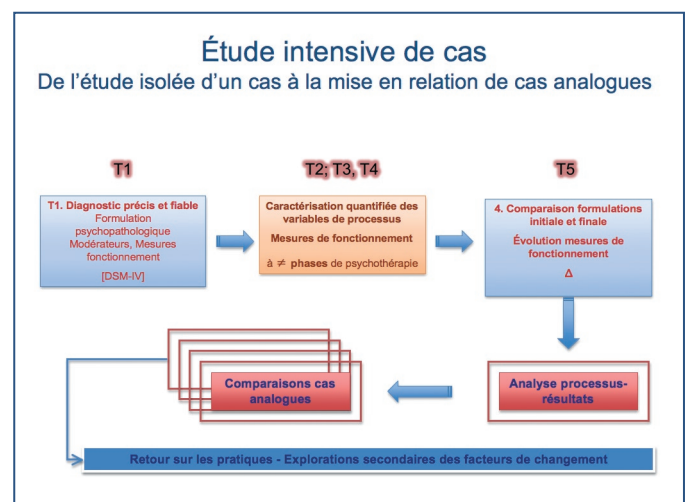 Étude intensive de cas
De l'étude isolée d'un cas à la mise en relation de cas analogues
T1
T2; T3, T4
T5
T1. Diagnostic précis et fiable
Formulation
psychopathologique
Modérateurs, Mesures
fonctionnement
[DSM-IV]
Caractérisation quantifiée des
variables de processus
Mesures de fonctionnement
à ≠ phases de psychothérapie
4. Comparaison formulations
initiale et finale
Évolution mesures de
fonctionnement
Δ
Comparaisons cas
analogues
Analyse processus-
résultats
Retour sur les pratiques - Explorations secondaires des facteurs de changement